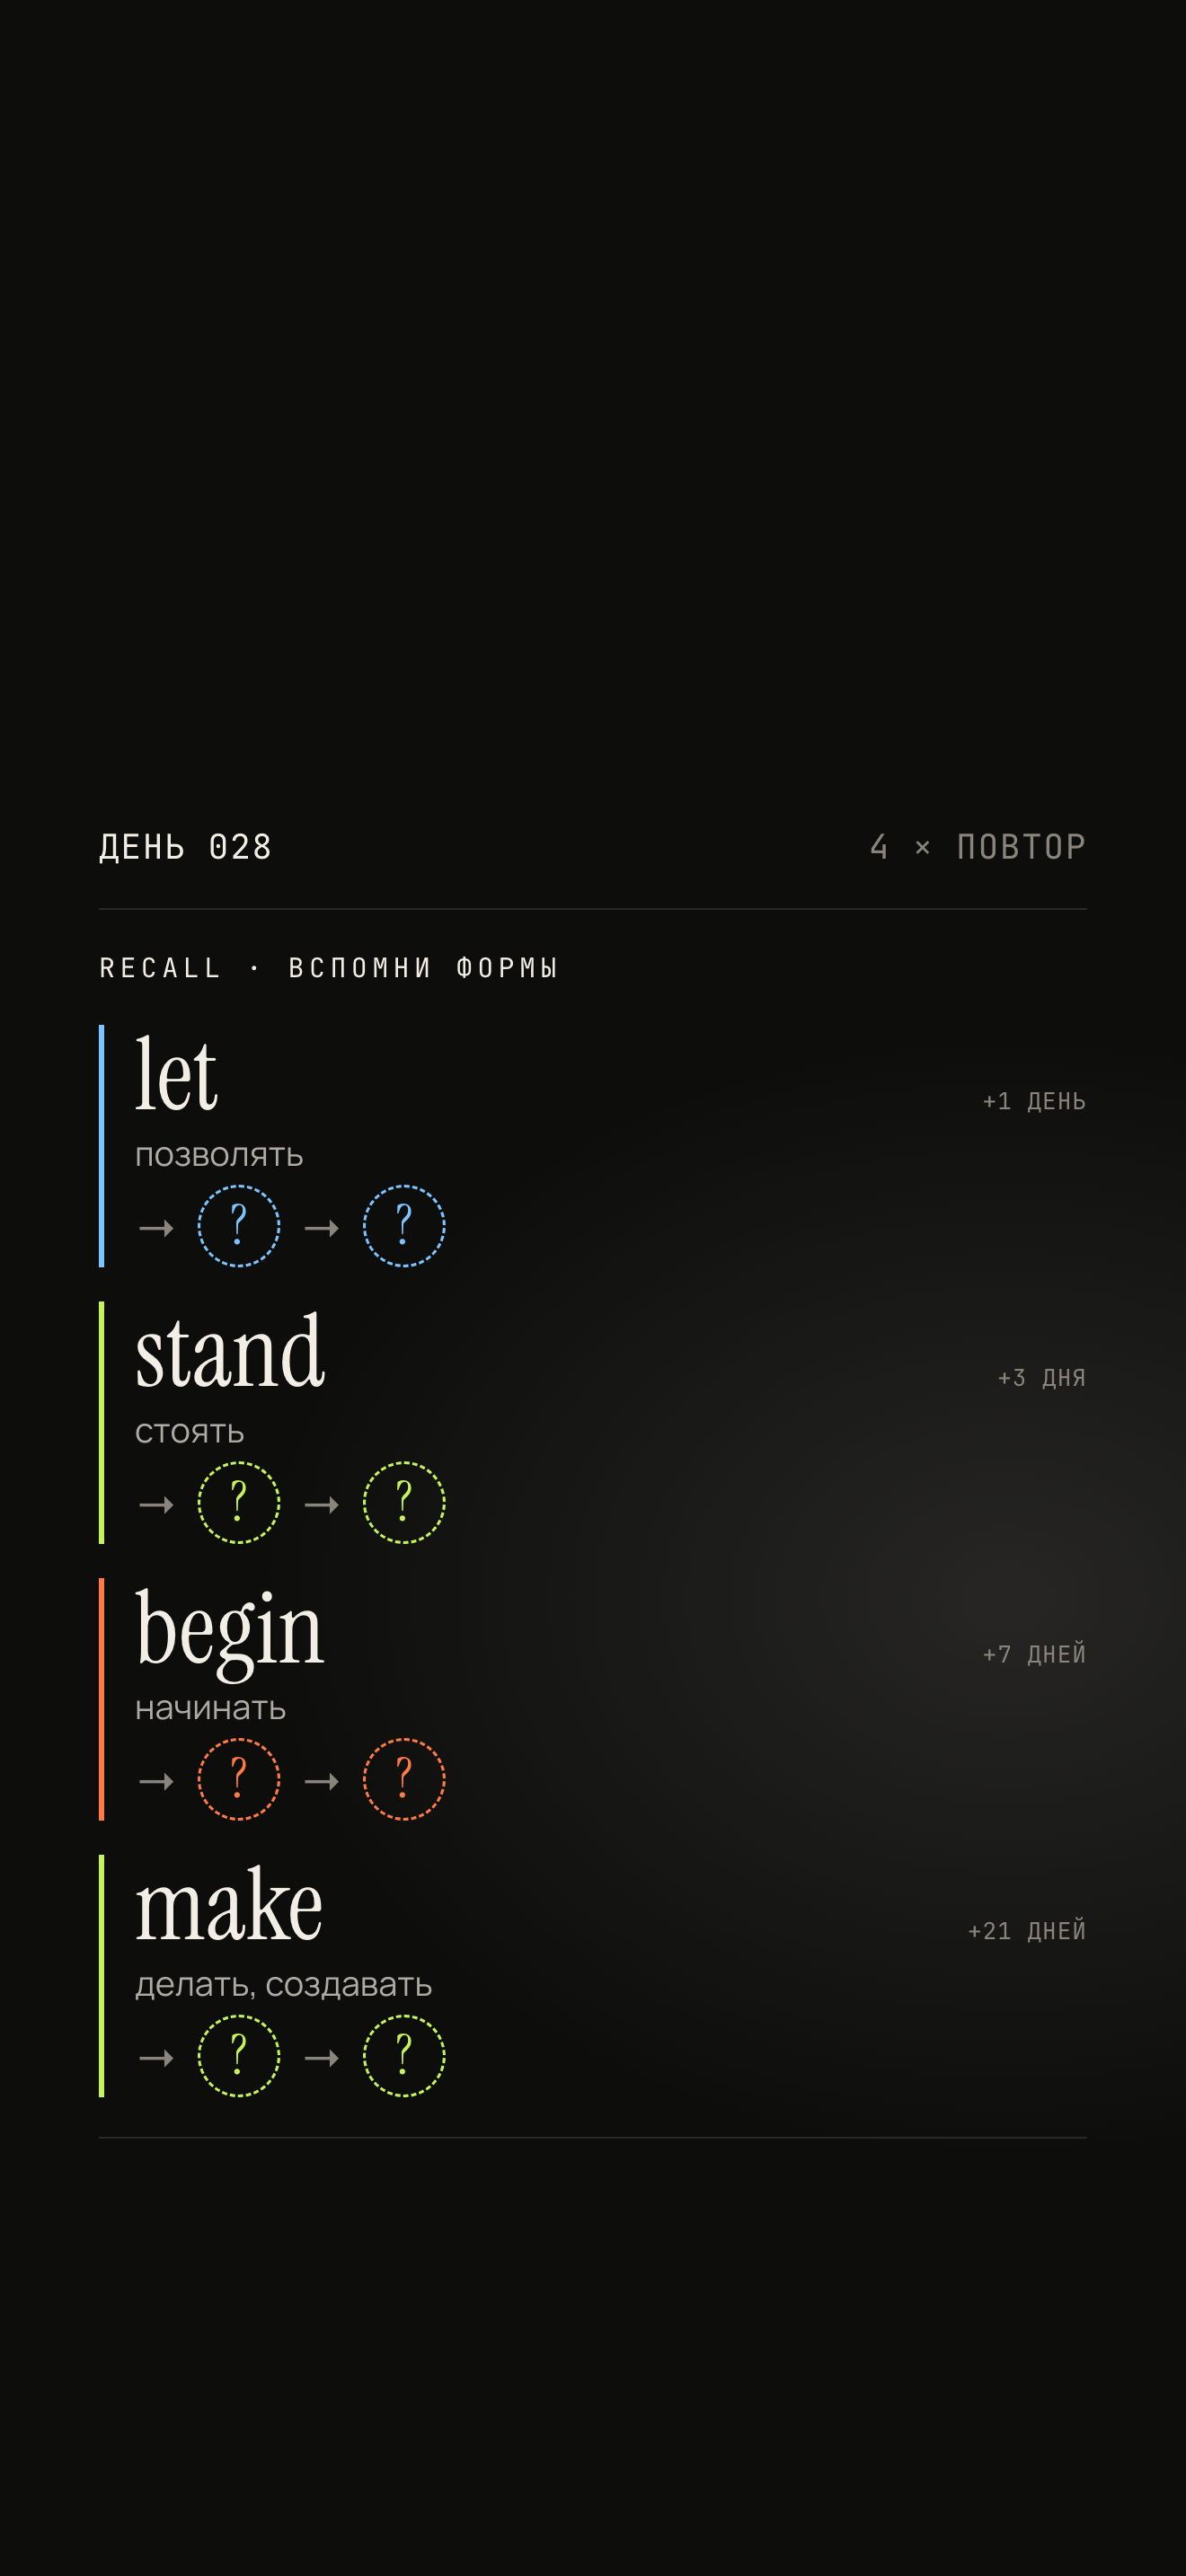 ДЕНЬ 028
4 × ПОВТОР
RECALL · ВСПОМНИ ФОРМЫ
let
+1 ДЕНЬ
позволять
→ ? → ?
stand
+3 ДНЯ
стоять
→ ? → ?
begin
+7 ДНЕЙ
начинать
→ ? → ?
make
+21 ДНЕЙ
делать, создавать
→ ? → ?